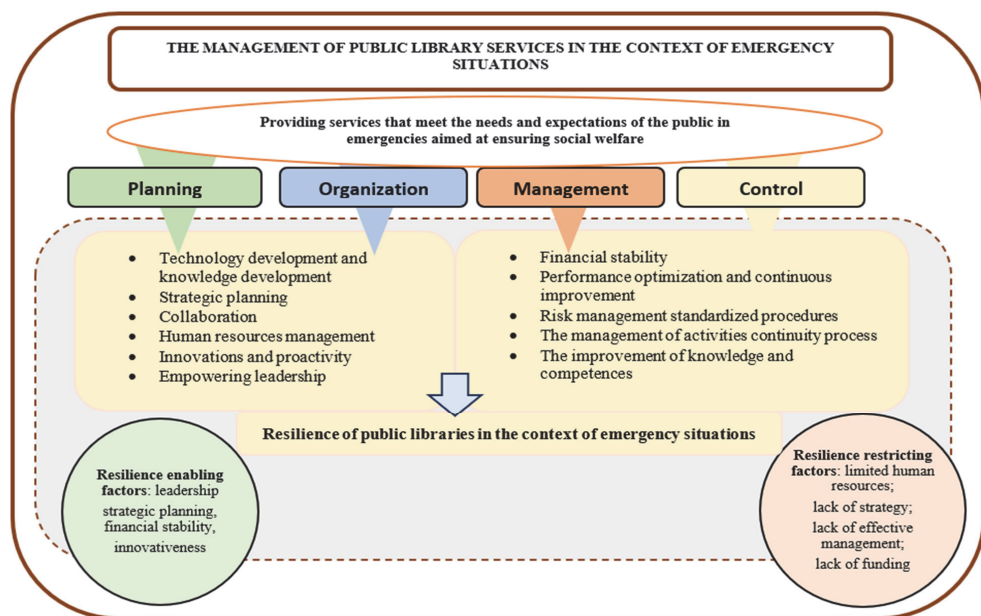 THE MANAGEMENT OF PUBLIC LIBRARY SERVICES IN THE CONTEXT OF EMERGENCY
SITUATIONS
Providing services that meet the needs and expectations of the public in
emergencies aimed at ensuring social welfare
Planning
Organization
Management
Control
• Technology development and
knowledge development
• Strategic planning
• Collaboration
• Human resources management
• Innovations and proactivity
• Empowering leadership
• Financial stability
• Performance optimization and continuous
improvement
• Risk management standardized procedures
• The management of activities continuity process
• The improvement of knowledge and
competences
Resilience of public libraries in the context of emergency situations
Resilience enabling
factors: leadership
strategic planning,
financial stability,
innovativeness
Resilience restricting
factors: limited human
resources;
lack of strategy;
lack of effective
management;
lack of funding